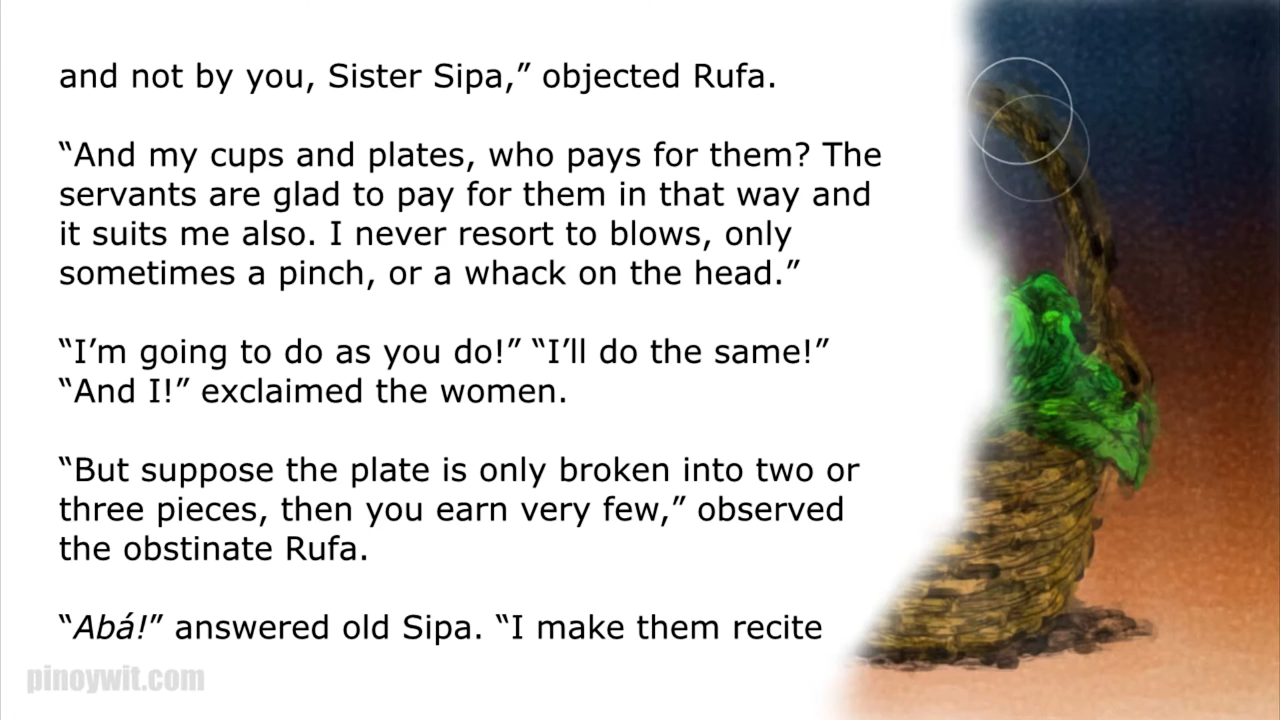 and not by you, Sister Sipa,” objected Rufa.
“And my cups and plates, who pays for them? The
servants are glad to pay for them in that way and
it suits me also. I never resort to blows, only
sometimes a pinch, or a whack on the head.”
“I’m going to do as you do!” “I’ll do the same!”
“And I!” exclaimed the women.
“But suppose the plate is only broken into two or
three pieces, then you earn very few,” observed
the obstinate Rufa.
“Abá!” answered old Sipa. “I make them recite
pinoywit.com